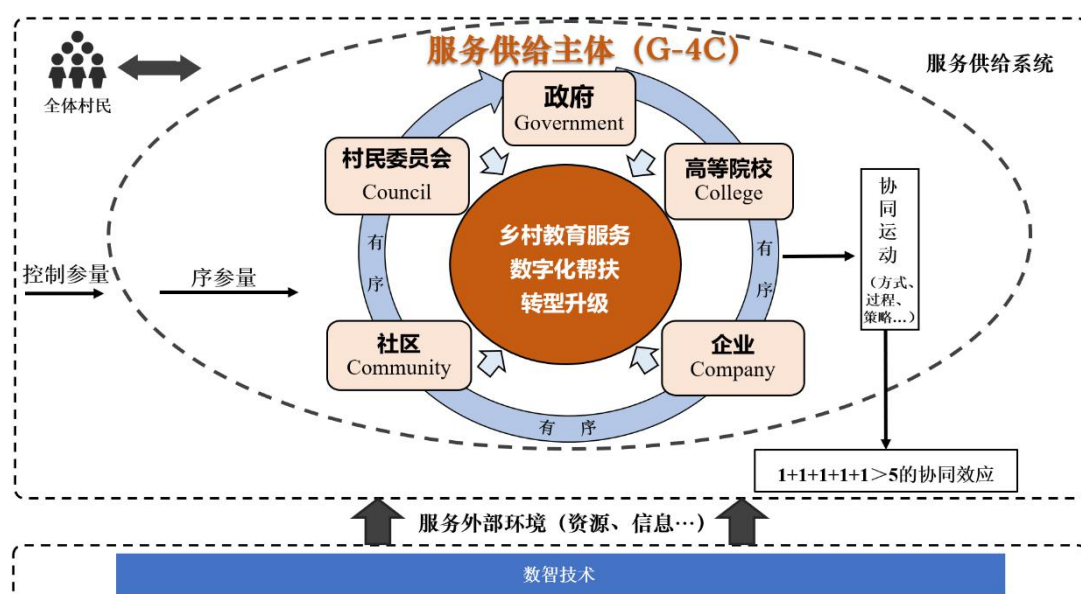 服务供给主体（G-4C）
服务供给系统
全体村民
政府
Government
村民委员会
Council
高等院校
College
协同运动
（方式、
过程、
策略…）
乡村教育服务
数字化帮扶
转型升级
有序
有序
控制参量
序参量
社区
Community
企业
Company
有 序
1+1+1+1+1＞5的协同效应
服务外部环境（资源、信息…）
数智技术